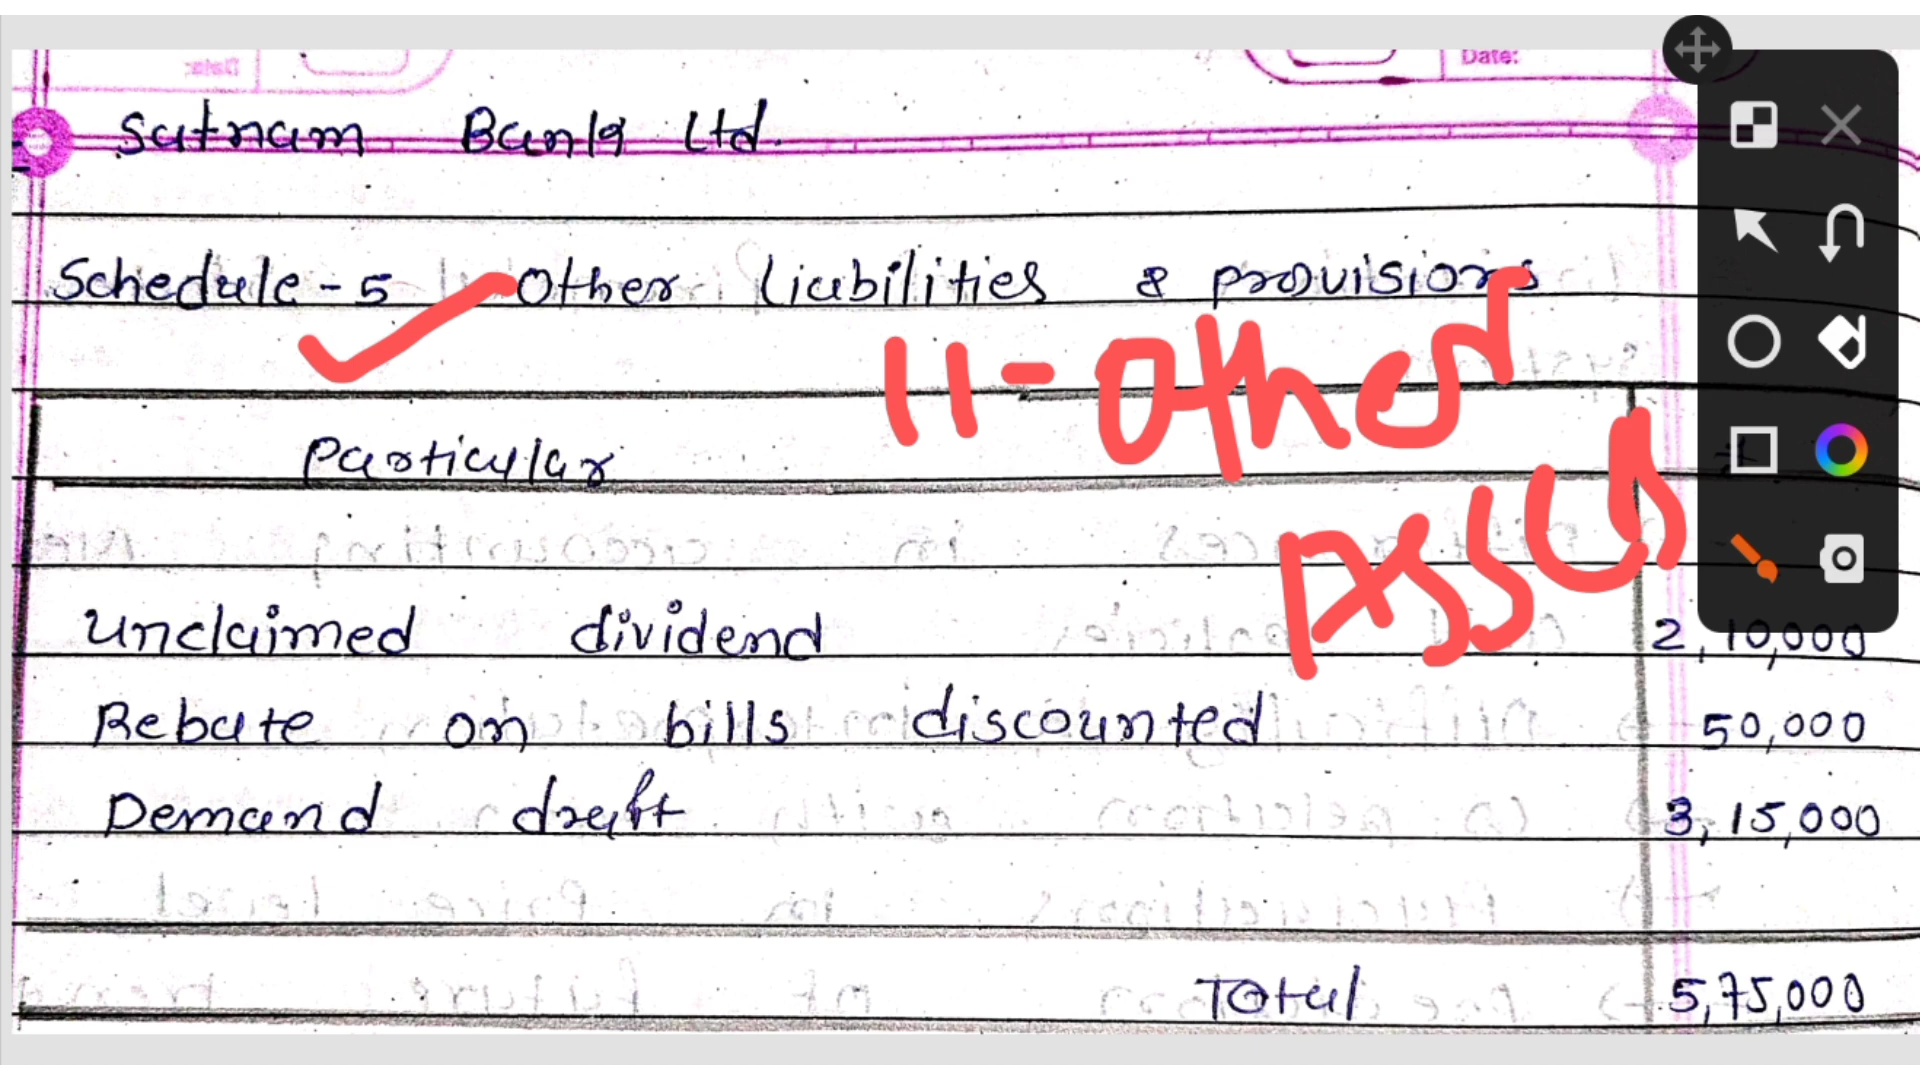 Date:
Satnam Bank Ltd.
Schedule - 5 Other liabilities & provisions
11 - Other
Assets
Particular
Unclaimed dividend 2,10,000
Rebate on bills discounted 50,000
Demand draft 3,15,000
Total 5,75,000